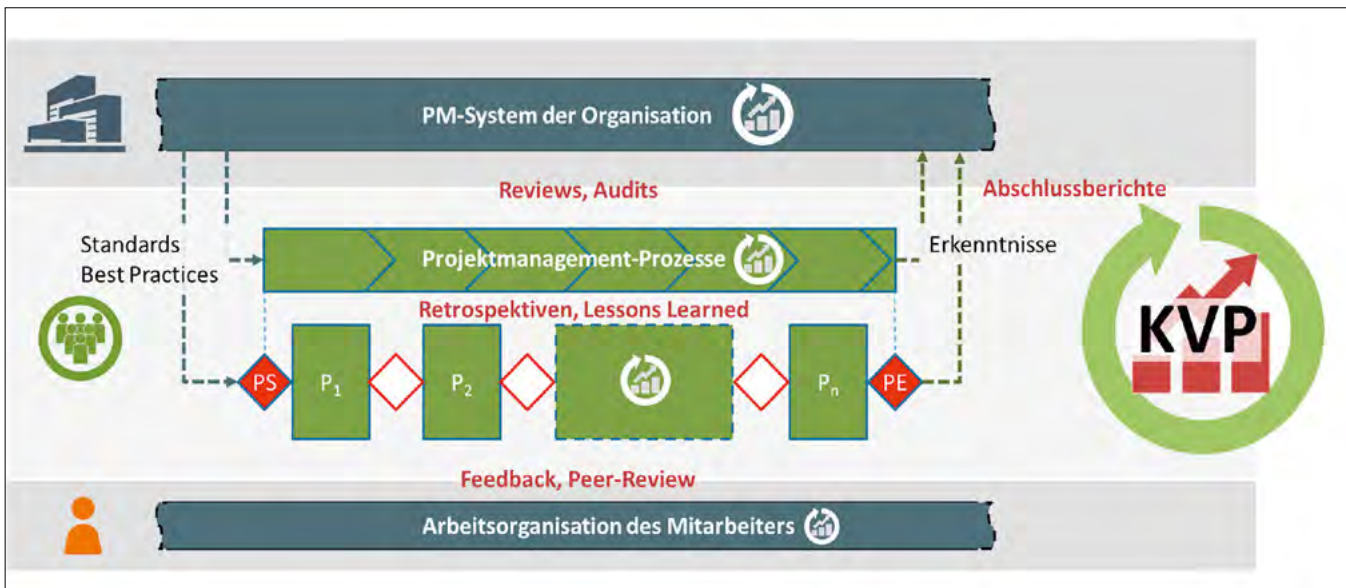 PM-System der Organisation
Reviews, Audits
Abschlussberichte
Standards
Best Practices
Projektmanagement-Prozesse
Erkenntnisse
Retrospektiven, Lessons Learned
KVP
PS
P1
P2
Pn
PE
Feedback, Peer-Review
Arbeitsorganisation des Mitarbeiters